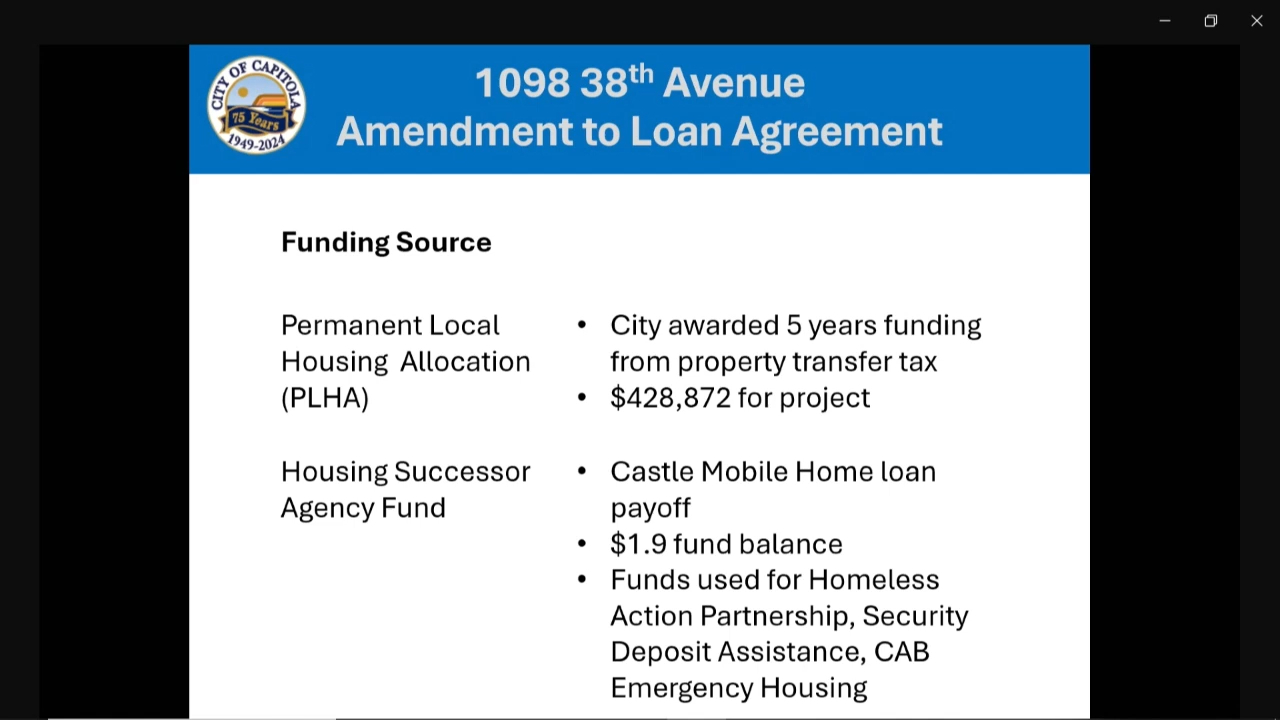 CITY OF CAPITOLA
75 Years
1949-2024
1098 38th Avenue
Amendment to Loan Agreement
Funding Source
Permanent Local
Housing Allocation
(PLHA)
• City awarded 5 years funding
from property transfer tax
• $428,872 for project
Housing Successor
Agency Fund
• Castle Mobile Home loan
payoff
• $1.9 fund balance
• Funds used for Homeless
Action Partnership, Security
Deposit Assistance, CAB
Emergency Housing